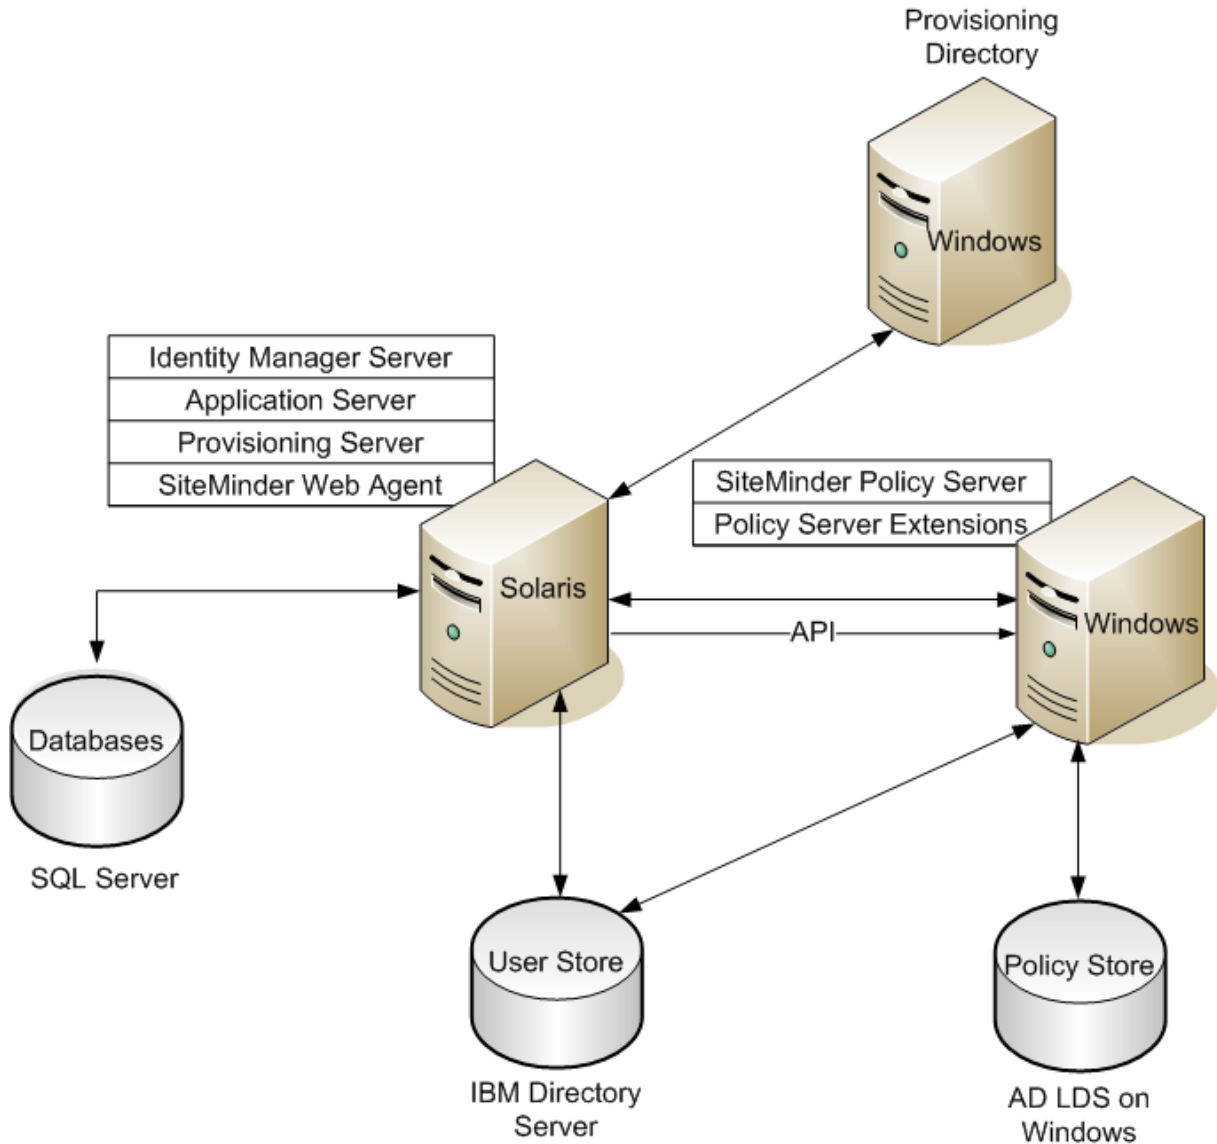 Provisioning
Directory
Windows
Identity Manager Server
Application Server
Provisioning Server
SiteMinder Web Agent
SiteMinder Policy Server
Policy Server Extensions
Solaris
API
Windows
Databases
SQL Server
User Store
Policy Store
IBM Directory
Server
AD LDS on
Windows